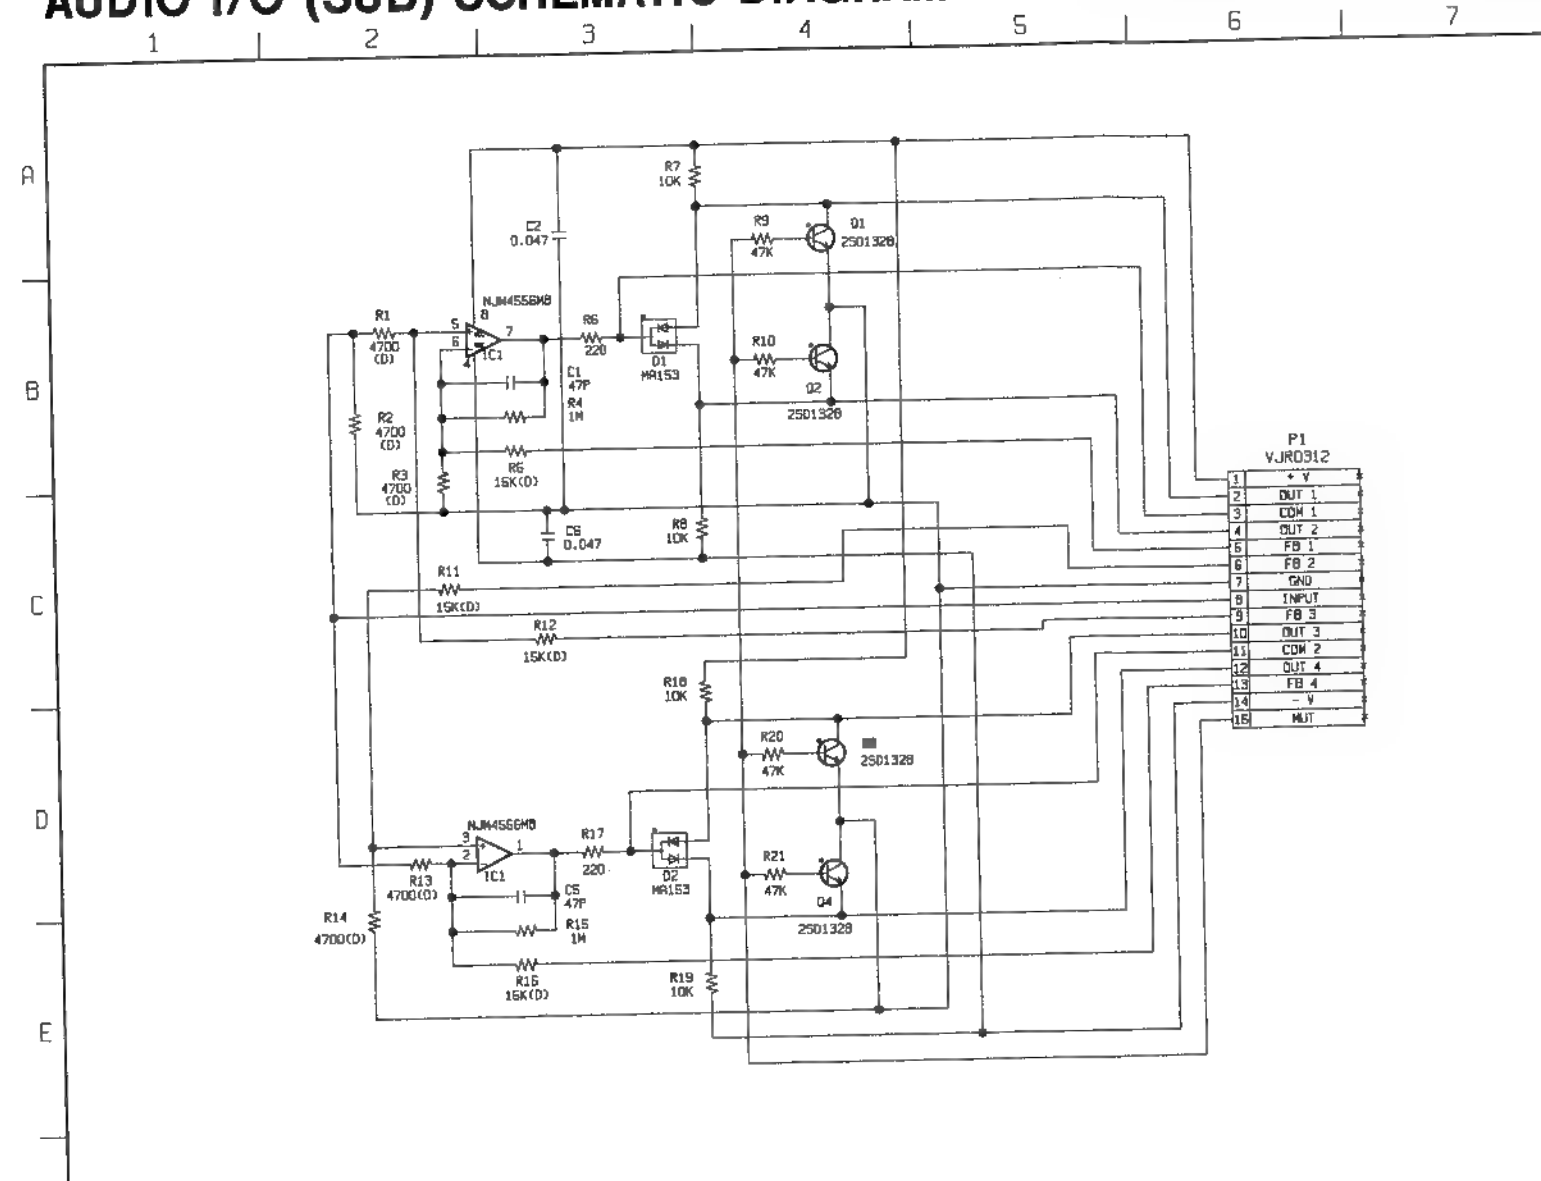 AUDIO I/O (SUB) SCHEMATIC DIAGRAM
1 2 3 4 5 6 7
A
B
C
D
E
R7
10K
C2
0.047
R9
47K
Q1
2SD1328
NJM4556MB
8
5
6
7
4
IC1
R1
4700
(D)
R6
220
D1
MA153
R10
47K
Q2
2SD1328
C1
47P
R4
1M
R2
4700
(D)
R3
4700
(D)
R5
15K(D)
C6
0.047
R8
10K
R11
15K(D)
R12
15K(D)
P1
VJR0312
1 + V
2 OUT 1
3 COM 1
4 OUT 2
5 FB 1
6 FB 2
7 GND
8 INPUT
9 FB 3
10 OUT 3
11 COM 2
12 OUT 4
13 FB 4
14 - V
15 MUT
R18
10K
R20
47K
2SD1328
NJM4556MB
3
2
1
IC1
R17
220
D2
MA153
R21
47K
Q4
2SD1328
R13
4700(D)
C5
47P
R14
4700(D)
R15
1M
R16
15K(D)
R19
10K